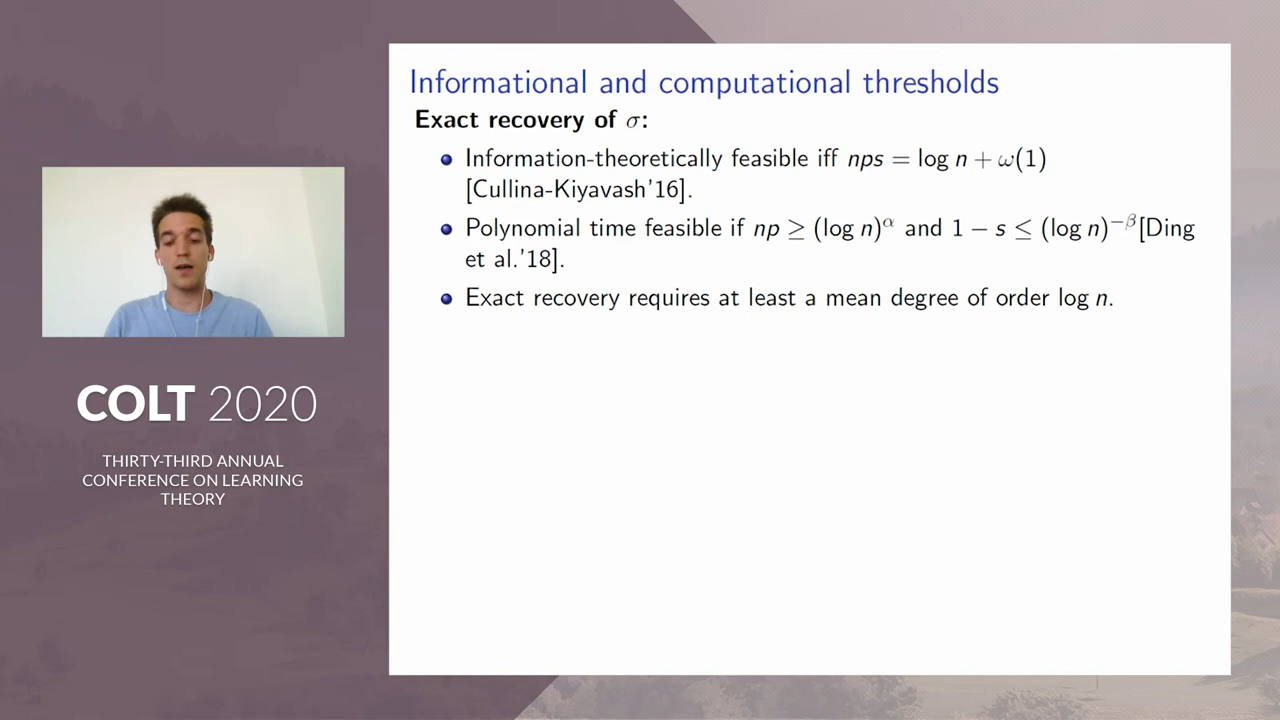 Informational and computational thresholds
Exact recovery of σ:
Information-theoretically feasible iff nps = log n + ω(1)
[Cullina-Kiyavash'16].
Polynomial time feasible if np ≥ (log n)^α and 1 − s ≤ (log n)^−β[Ding
et al.'18].
Exact recovery requires at least a mean degree of order log n.
COLT 2020
THIRTY-THIRD ANNUAL
CONFERENCE ON LEARNING
THEORY